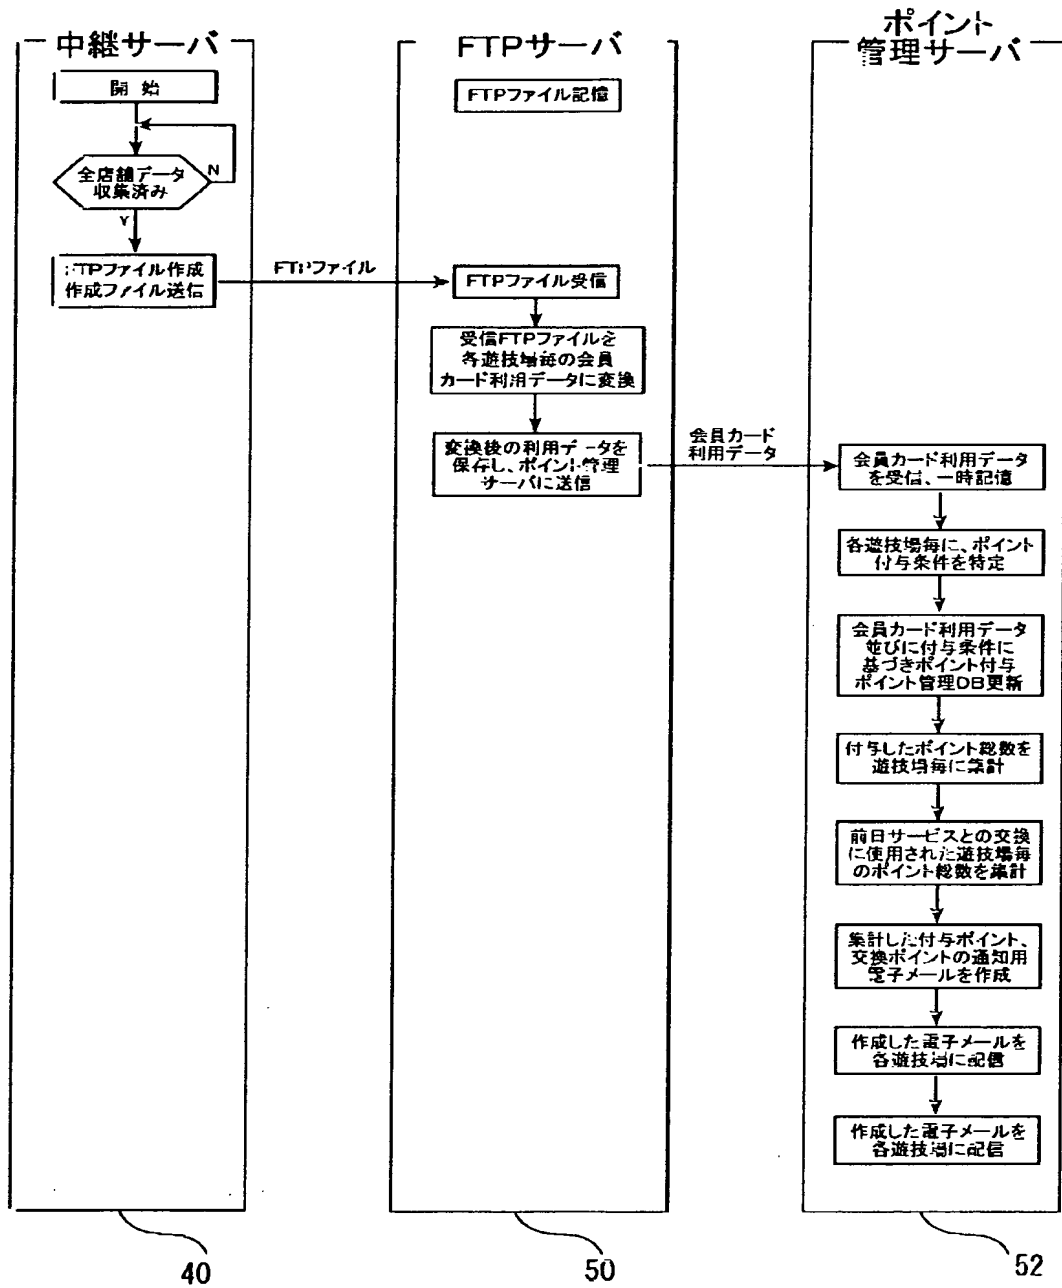 中継サーバ
開始
全店舗データ
収集済み
N
Y
FTPファイル作成
作成ファイル送信
FTPファイル
FTPサーバ
FTPファイル記憶
FTPファイル受信
受信FTPファイルを
各遊技場毎の会員
カード利用データに変換
変換後の利用データを
保存し、ポイント管理
サーバに送信
会員カード
利用データ
ポイント
管理サーバ
会員カード利用データ
を受信、一時記憶
各遊技場毎に、ポイント
付与条件を特定
会員カード利用データ
並びに付与条件に
基づきポイント付与
ポイント管理DB更新
付与したポイント総数を
遊技場毎に集計
前日サービスとの交換
に使用された遊技場毎
のポイント総数を集計
集計した付与ポイント、
交換ポイントの通知用
電子メールを作成
作成した電子メールを
各遊技場に配信
作成した電子メールを
各遊技場に配信
40
50
52